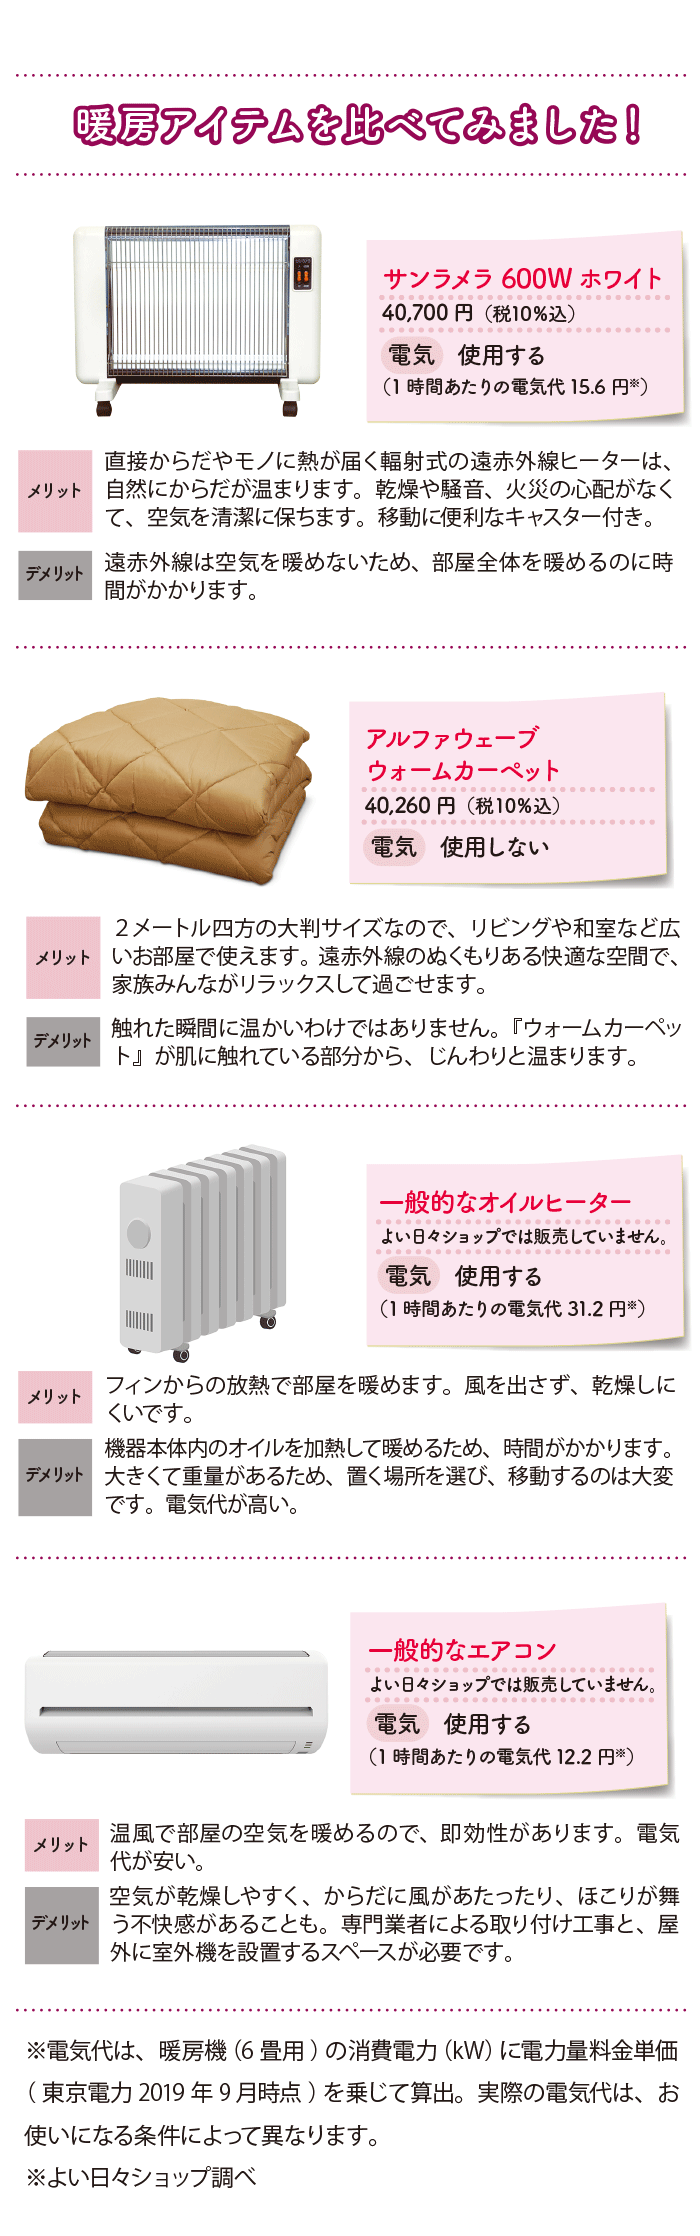 暖房アイテムを比べてみました！
サンラメラ 600W ホワイト
40,700 円（税10%込）
電気　使用する
（1 時間あたりの電気代 15.6 円※）
メリット
直接からだやモノに熱が届く輻射式の遠赤外線ヒーターは、
自然にからだが温まります。乾燥や騒音、火災の心配がなく
て、空気を清潔に保ちます。移動に便利なキャスター付き。
デメリット
遠赤外線は空気を暖めないため、部屋全体を暖めるのに時
間がかかります。
アルファウェーブ
ウォームカーペット
40,260 円（税10%込）
電気　使用しない
メリット
２メートル四方の大判サイズなので、リビングや和室など広
いお部屋で使えます。遠赤外線のぬくもりある快適な空間で、
家族みんながリラックスして過ごせます。
デメリット
触れた瞬間に温かいわけではありません。『ウォームカーペッ
ト』が肌に触れている部分から、じんわりと温まります。
一般的なオイルヒーター
よい日々ショップでは販売していません。
電気　使用する
（1 時間あたりの電気代 31.2 円※）
メリット
フィンからの放熱で部屋を暖めます。風を出さず、乾燥しに
くいです。
デメリット
機器本体内のオイルを加熱して暖めるため、時間がかかります。
大きくて重量があるため、置く場所を選び、移動するのは大変
です。電気代が高い。
一般的なエアコン
よい日々ショップでは販売していません。
電気　使用する
（1 時間あたりの電気代 12.2 円※）
メリット
温風で部屋の空気を暖めるので、即効性があります。電気
代が安い。
デメリット
空気が乾燥しやすく、からだに風があたったり、ほこりが舞
う不快感があることも。専門業者による取り付け工事と、屋
外に室外機を設置するスペースが必要です。
※電気代は、暖房機（6 畳用 ）の消費電力（kW）に電力量料金単価
（ 東京電力 2019 年 9 月時点 ）を乗じて算出。実際の電気代は、お
使いになる条件によって異なります。
※よい日々ショップ調べ